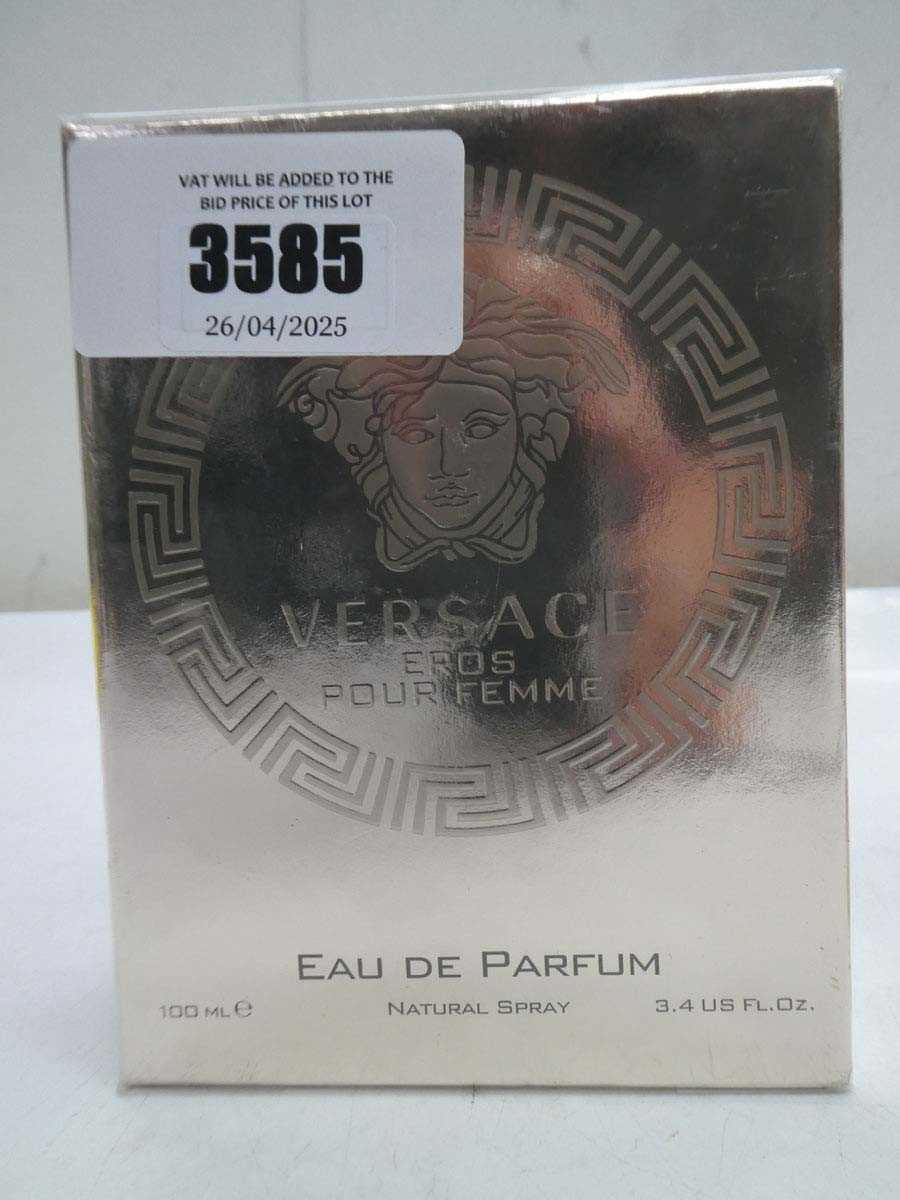 VAT WILL BE ADDED TO THE
BID PRICE OF THIS LOT
3585
26/04/2025
VERSACE
EROS
POUR FEMME
EAU DE PARFUM
100 ML℮
NATURAL SPRAY
3.4 US FL.OZ.